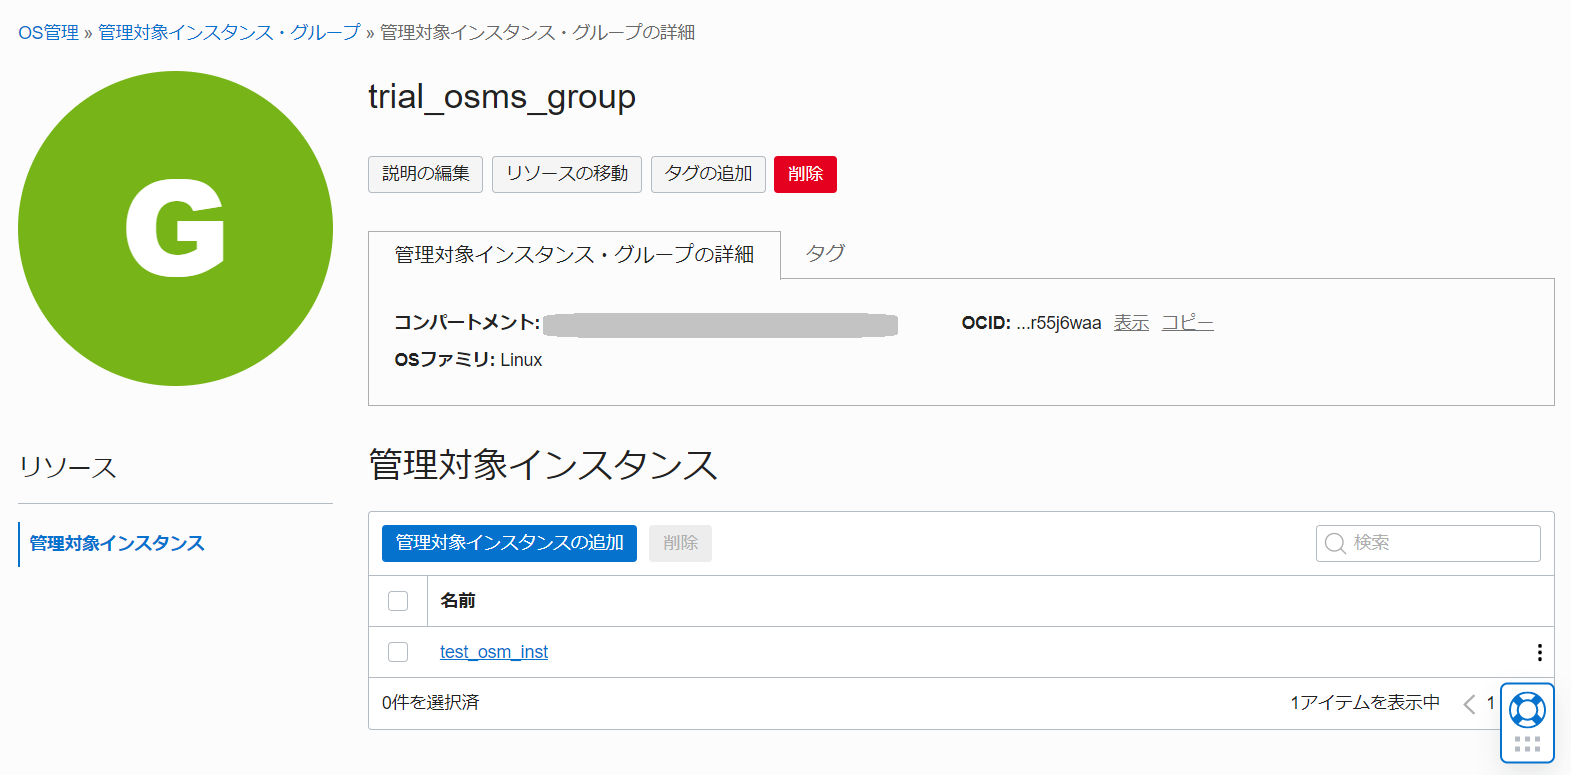 OS管理 » 管理対象インスタンス・グループ » 管理対象インスタンス・グループの詳細
G
trial_osms_group
説明の編集 リソースの移動 タグの追加 削除
管理対象インスタンス・グループの詳細 タグ
コンパートメント: OCID: ...r55j6waa 表示 コピー
OSファミリ: Linux
リソース
管理対象インスタンス
管理対象インスタンス
管理対象インスタンスの追加 削除 検索
名前
test_osm_inst
0件を選択済 1アイテムを表示中 1